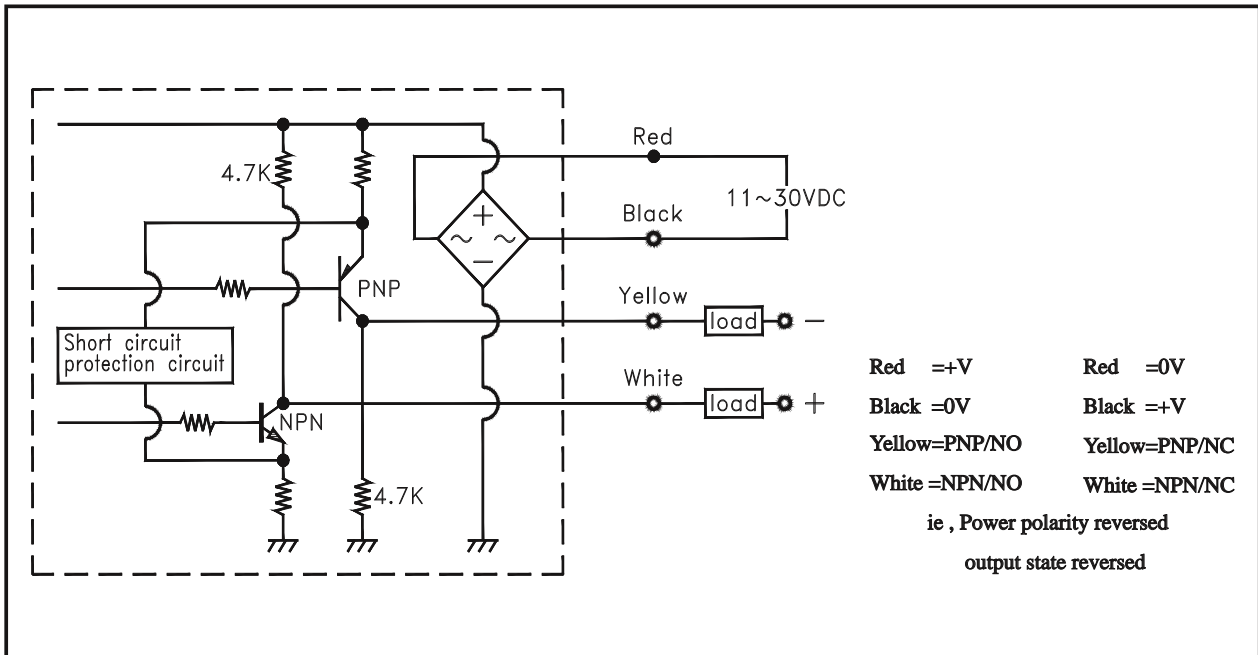 4.7K
Red
11~30VDC
Black
+
~ ~
−
PNP
Yellow
load −
Short circuit
protection circuit
White
load +
NPN
4.7K
Red =+V
Black =0V
Yellow=PNP/NO
White =NPN/NO
Red =0V
Black =+V
Yellow=PNP/NC
White =NPN/NC
ie , Power polarity reversed
output state reversed